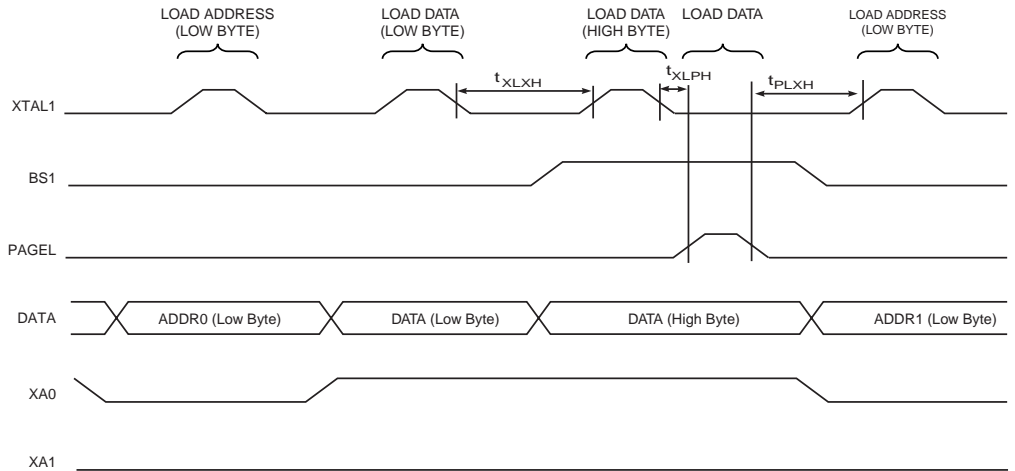 LOAD ADDRESS
(LOW BYTE)
LOAD DATA
(LOW BYTE)
LOAD DATA
(HIGH BYTE)
LOAD DATA
LOAD ADDRESS
(LOW BYTE)
XTAL1
tXLXH
tXLPH
tPLXH
BS1
PAGEL
DATA
ADDR0 (Low Byte)
DATA (Low Byte)
DATA (High Byte)
ADDR1 (Low Byte)
XA0
XA1